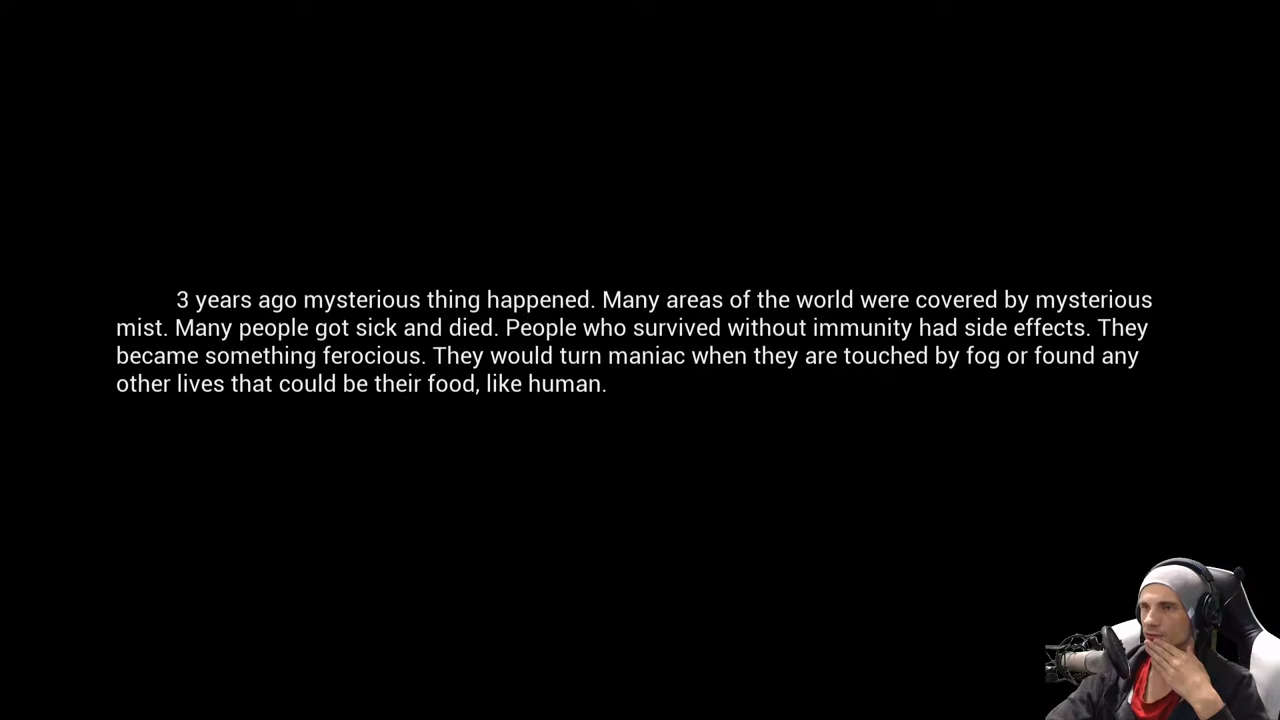 3 years ago mysterious thing happened. Many areas of the world were covered by mysterious
mist. Many people got sick and died. People who survived without immunity had side effects. They
became something ferocious. They would turn maniac when they are touched by fog or found any
other lives that could be their food, like human.